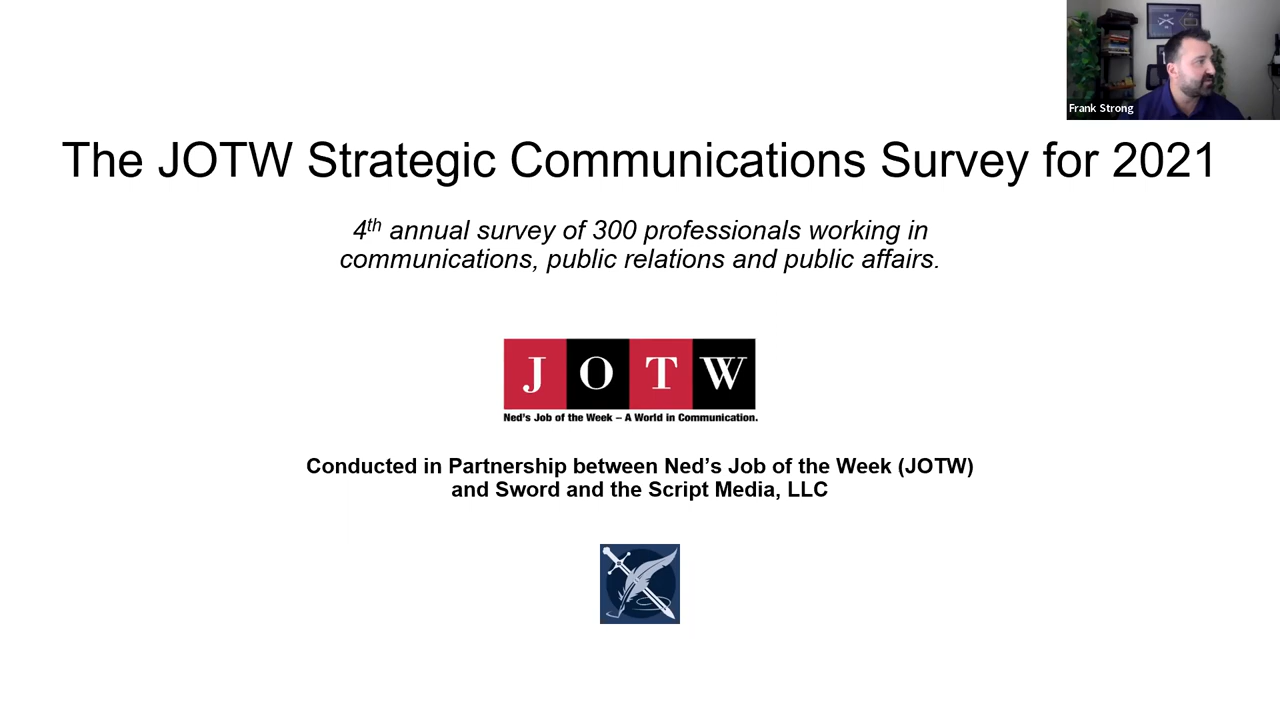 Frank Strong
The JOTW Strategic Communications Survey for 2021
4th annual survey of 300 professionals working in
communications, public relations and public affairs.
J O T W
Ned's Job of the Week – A World in Communication.
Conducted in Partnership between Ned’s Job of the Week (JOTW)
and Sword and the Script Media, LLC